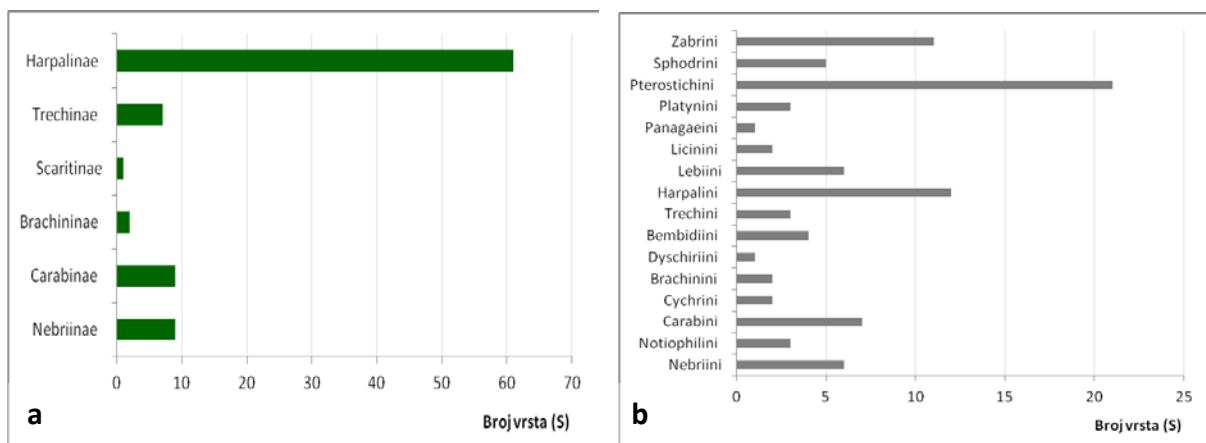 Harpalinae
Trechinae
Scaritinae
Brachininae
Carabinae
Nebriinae
0 10 20 30 40 50 60 70
Broj vrsta (S)
a
Zabrini
Sphodrini
Pterostichini
Platynini
Panagaeini
Licinini
Lebiini
Harpalini
Trechini
Bembidiini
Dyschiriini
Brachinini
Cychrini
Carabini
Notiophilini
Nebriini
0 5 10 15 20 25
Broj vrsta (S)
b